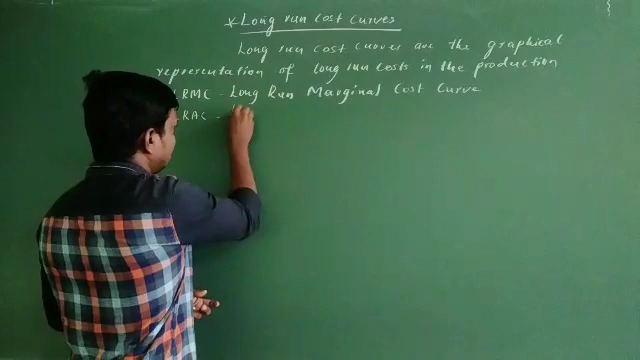 * Long run Cost Curves
Long run cost curves are the graphical
representation of long run costs in the production
LRMC - Long Run Marginal Cost Curve
RAC -